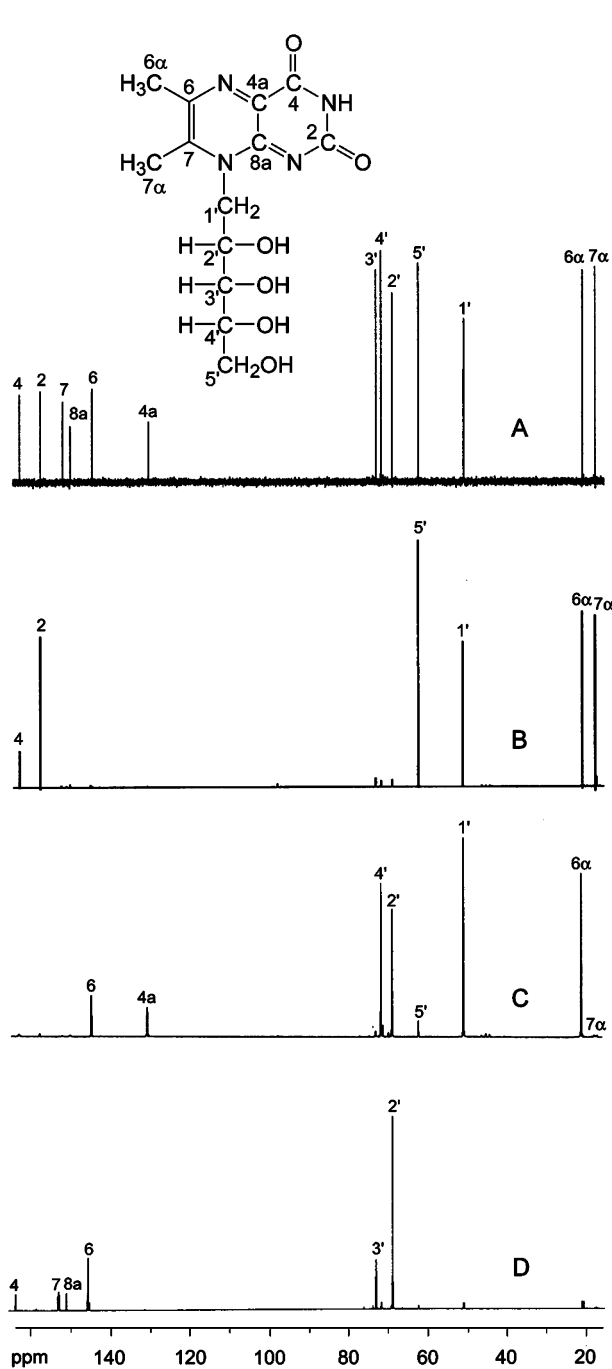 O
6α
H₃C 6 N 4a 4 NH
2
H₃C 7 N 8a N O
7α
1' CH₂
H–C–OH
2'
H–C–OH
3'
H–C–OH
4'
5' CH₂OH
4 2 7 8a 6 4a 3' 4' 2' 5' 1' 6α 7α
A
4 2 5' 1' 6α 7α
B
6 4a 4' 2' 5' 1' 6α 7α
C
4 7 8a 6 3' 2'
D
ppm 140 120 100 80 60 40 20